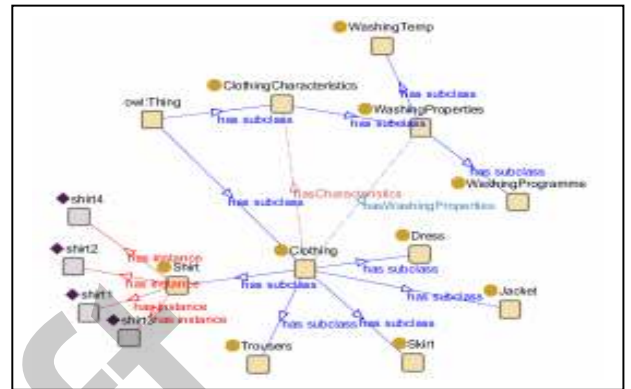 WashingTemp
ClothingCharacteristics
has subclass
owl:Thing
WashingProperties
has subclass
has subclass
has subclass
WashingProgramme
hasCharacteristics
has subclass
hasWashingProperties
shirt4
Dress
shirt2
has instance
Shirt
Clothing
has subclass
has instance
has subclass
Jacket
shirt1
has subclass
has instance
shirt3
has instance
has subclass
has subclass
Trousers
Skirt